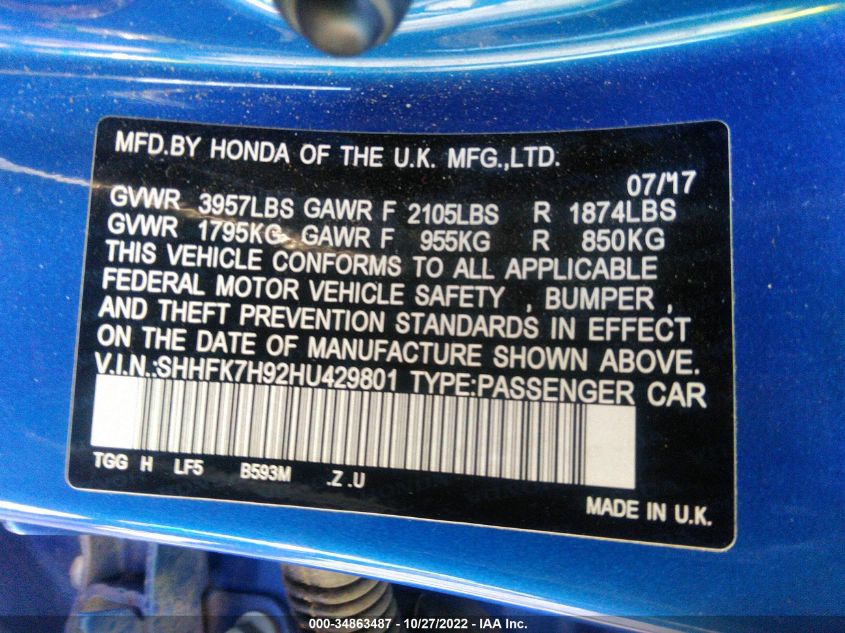 MFD.BY HONDA OF THE U.K. MFG.,LTD.
07/'17
GVWR 3957LBS GAWR F 2105LBS R 1874LBS
GVWR 1795KG GAWR F 955KG R 850KG
THIS VEHICLE CONFORMS TO ALL APPLICABLE
FEDERAL MOTOR VEHICLE SAFETY , BUMPER ,
AND THEFT PREVENTION STANDARDS IN EFFECT
ON THE DATE OF MANUFACTURE SHOWN ABOVE.
V.I.N.:SHHFK7H92HU429801 TYPE:PASSENGER CAR
TGG H LF5 B593M .Z .U
MADE IN U.K.
000-34863487 - 10/27/2022 - IAA Inc.